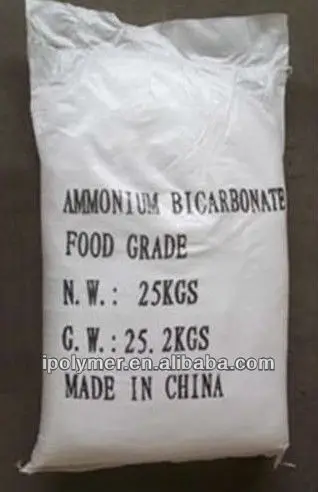 AMMONIUM BICARBONATE
FOOD GRADE
N.W.: 25KGS
G.W.: 25.2KGS
ipolymer.en.alibaba.com
MADE IN CHINA